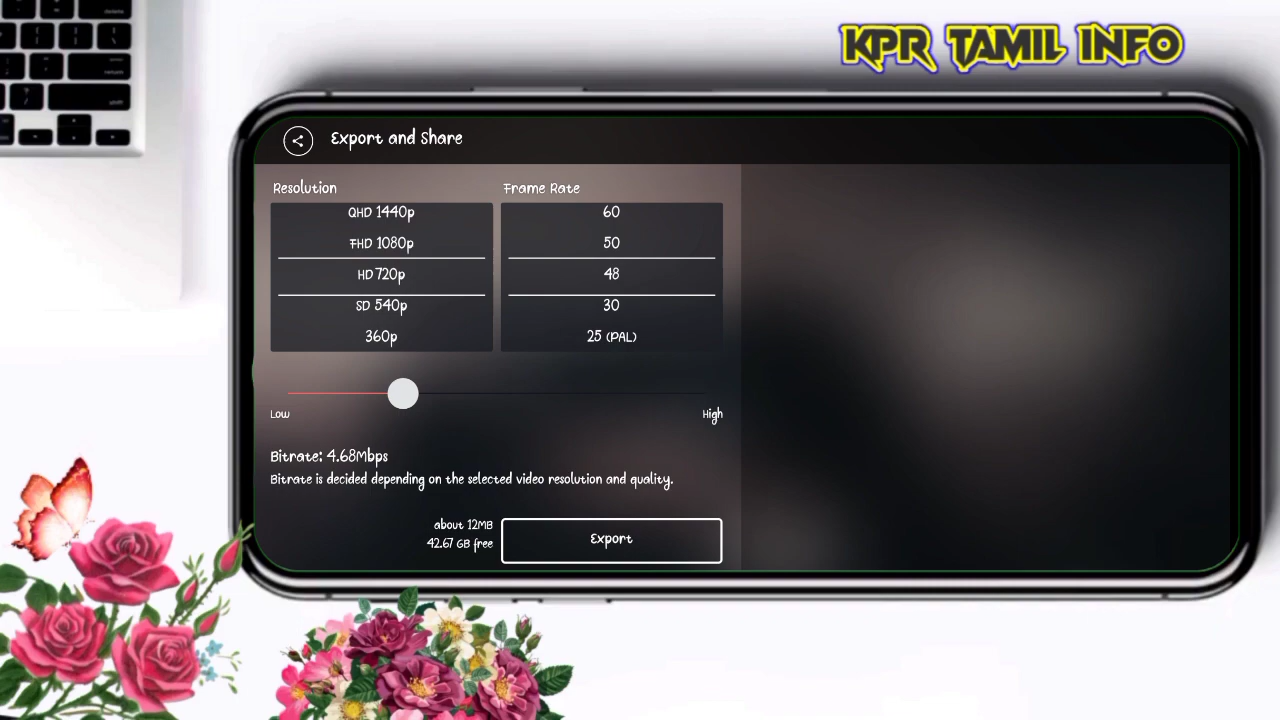 KPR TAMIL INFO
Export and Share
Resolution
Frame Rate
QHD 1440p
60
FHD 1080p
50
HD 720p
48
SD 540p
30
360p
25 (PAL)
Low
High
Bitrate: 4.68Mbps
Bitrate is decided depending on the selected video resolution and quality.
about 12MB
42.67 GB free
Export